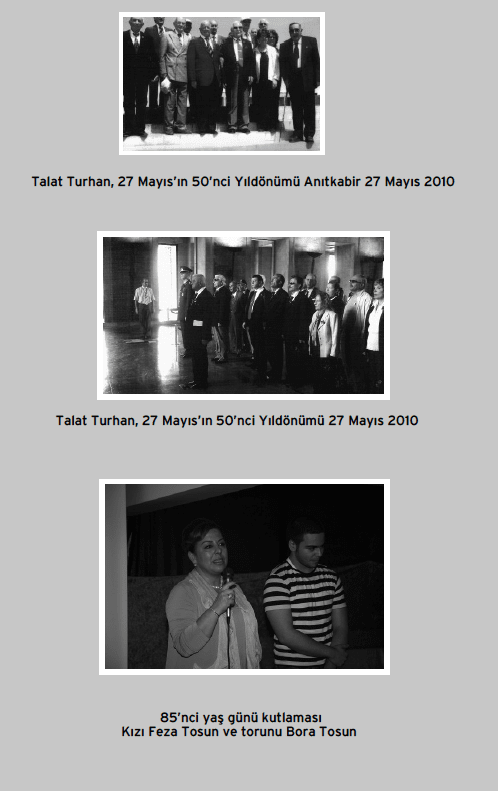 Talat Turhan, 27 Mayıs'ın 50'nci Yıldönümü Anıtkabir 27 Mayıs 2010
Talat Turhan, 27 Mayıs'ın 50'nci Yıldönümü 27 Mayıs 2010
85'nci yaş günü kutlaması
Kızı Feza Tosun ve torunu Bora Tosun